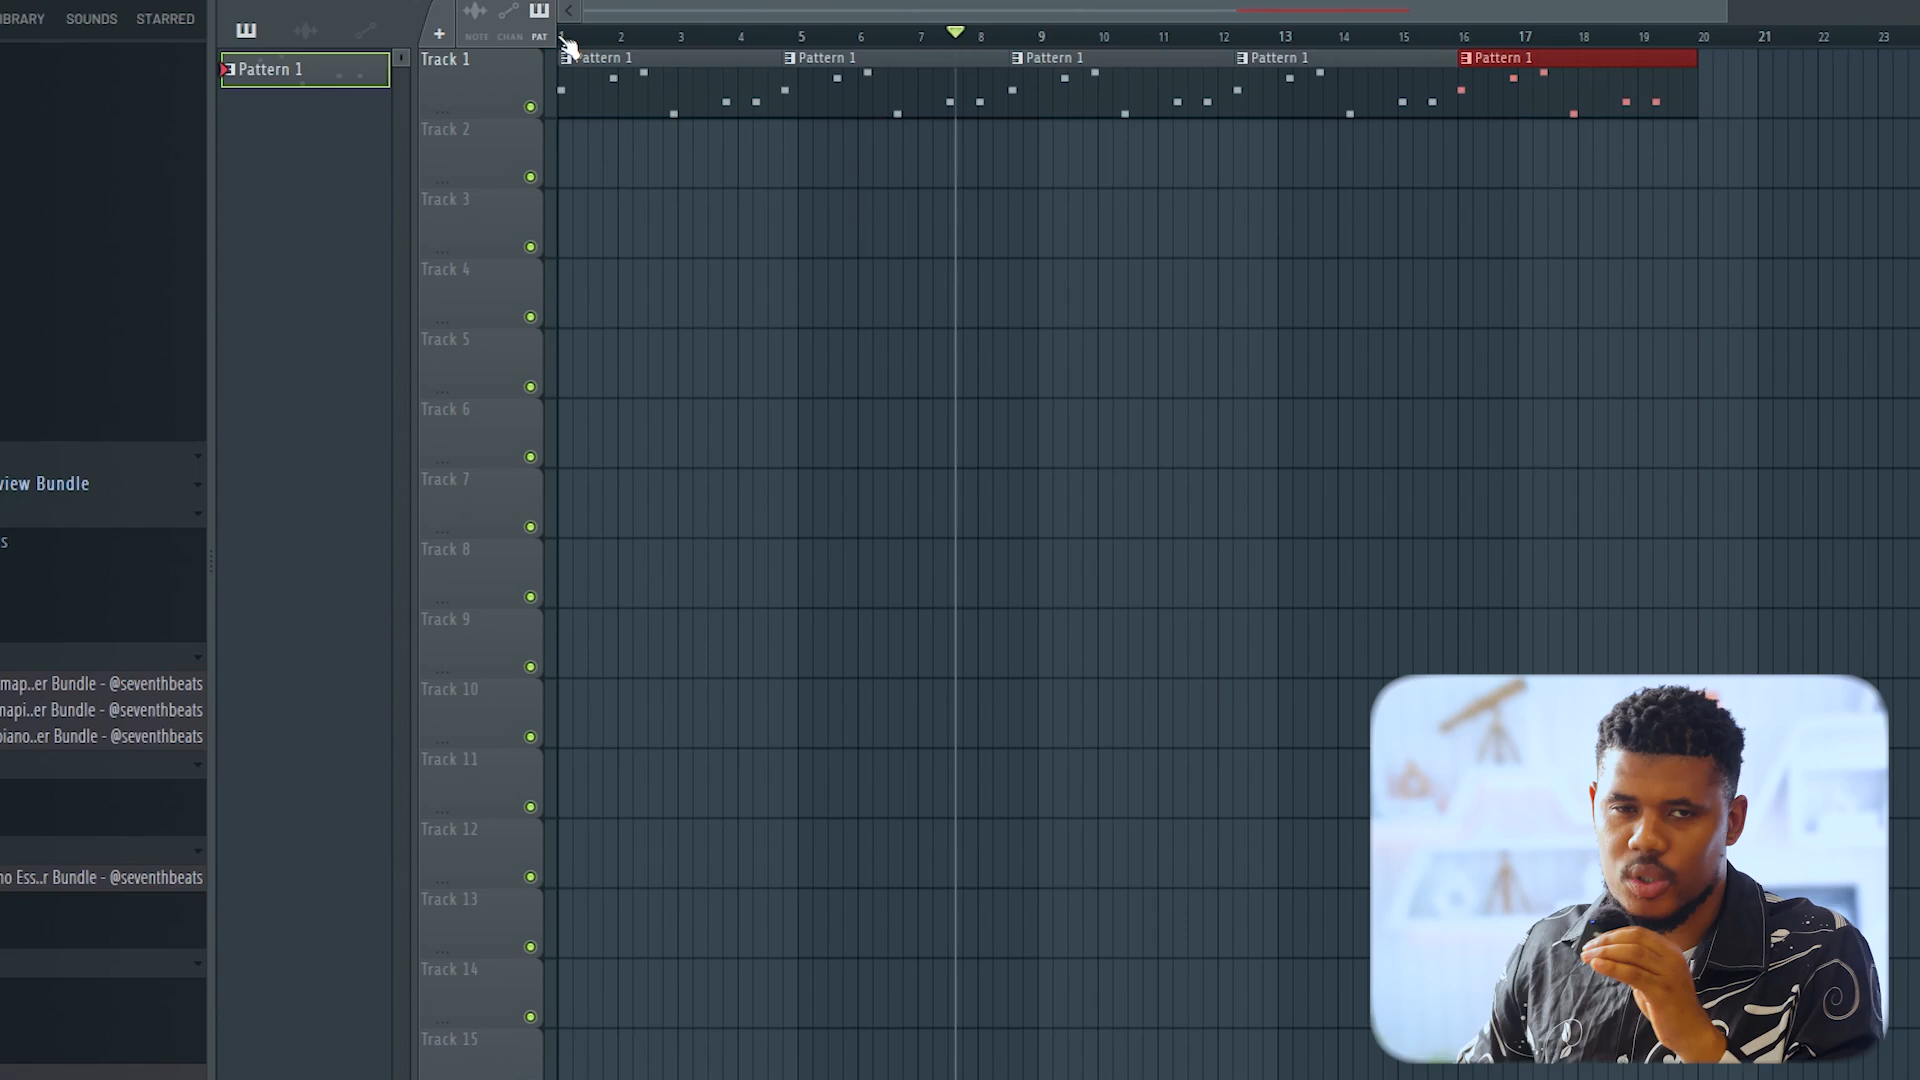 IBRARY SOUNDS STARRED
NOTE CHAN PAT
1 2 3 4 5 6 7 8 9 10 11 12 13 14 15 16 17 18 19 20 21 22 23
Pattern 1
Track 1
Pattern 1 Pattern 1 Pattern 1 Pattern 1 Pattern 1
Track 2
Track 3
Track 4
Track 5
Track 6
Track 7
view Bundle
Track 8
s
Track 9
map..er Bundle - @seventhbeats
Track 10
mapi..er Bundle - @seventhbeats
piano..er Bundle - @seventhbeats
Track 11
Track 12
no Ess..r Bundle - @seventhbeats
Track 13
Track 14
Track 15